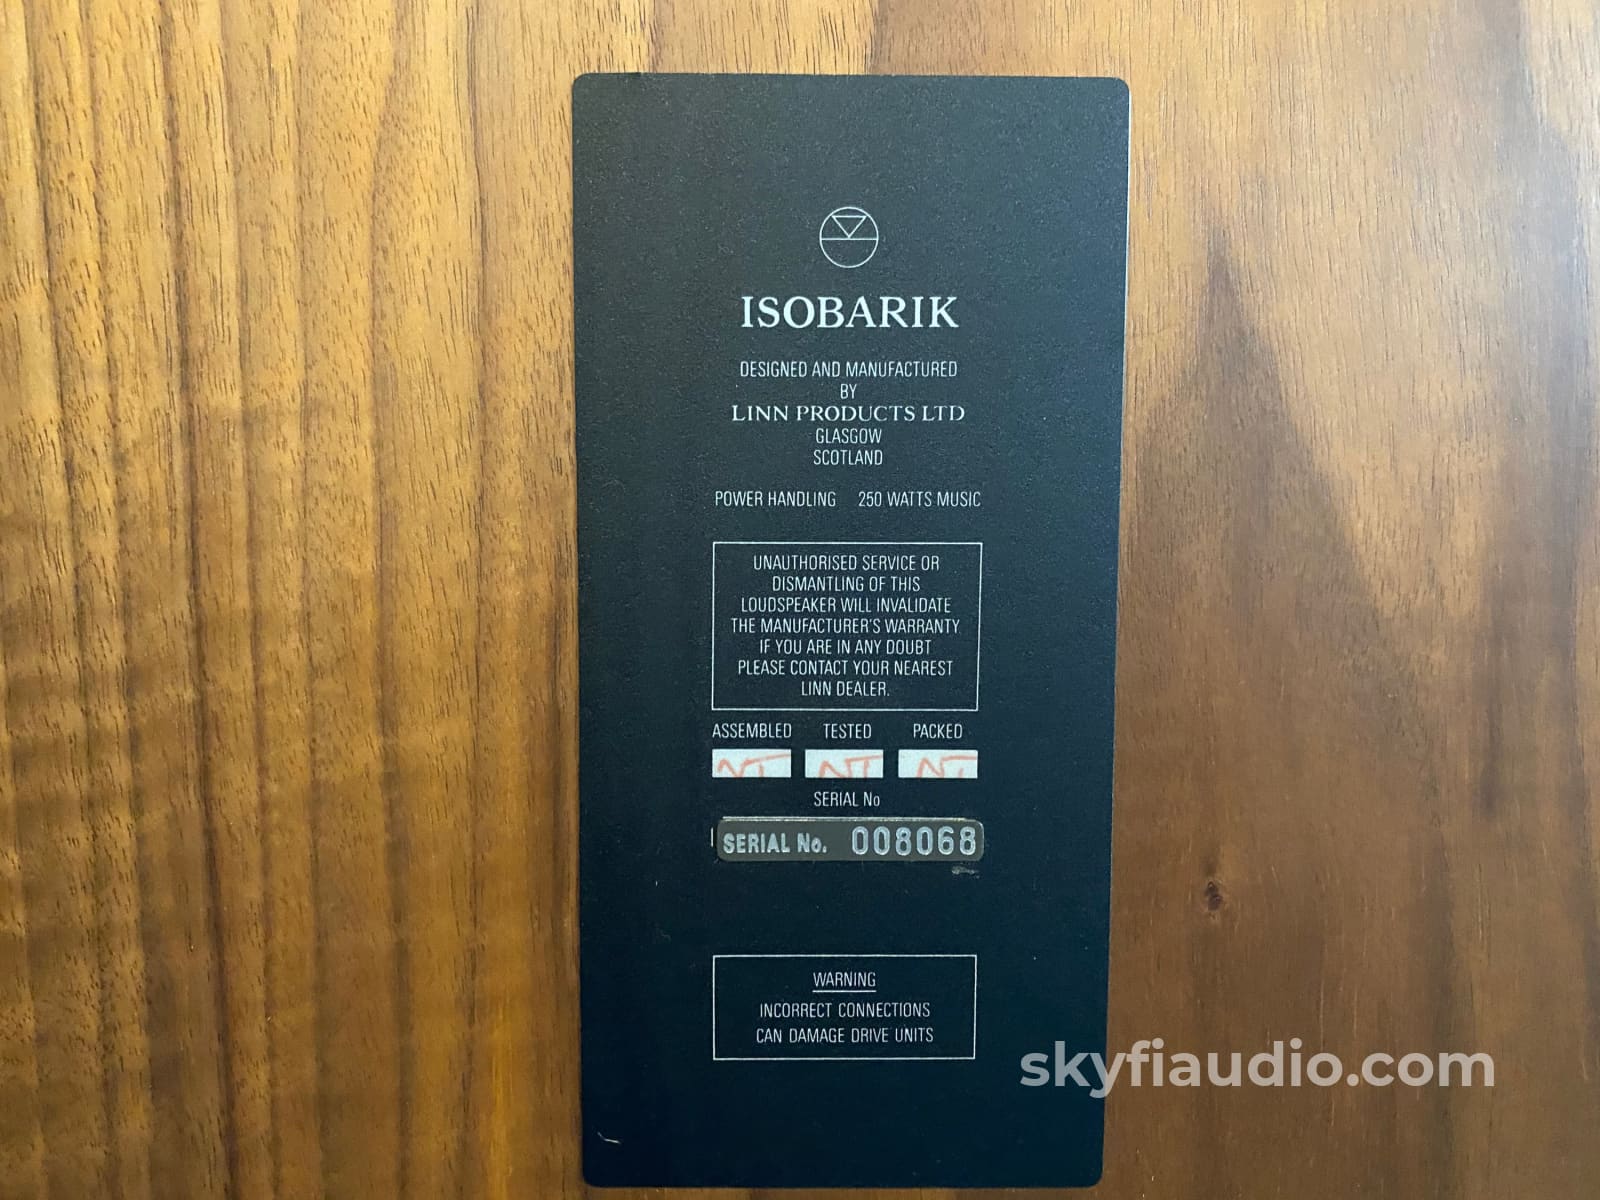 ISOBARIK
DESIGNED AND MANUFACTURED
BY
LINN PRODUCTS LTD
GLASGOW
SCOTLAND
POWER HANDLING 250 WATTS MUSIC
UNAUTHORISED SERVICE OR
DISMANTLING OF THIS
LOUDSPEAKER WILL INVALIDATE
THE MANUFACTURER'S WARRANTY
IF YOU ARE IN ANY DOUBT
PLEASE CONTACT YOUR NEAREST
LINN DEALER.
ASSEMBLED TESTED PACKED
SERIAL No
SERIAL No. 008068
WARNING
INCORRECT CONNECTIONS
CAN DAMAGE DRIVE UNITS
skyfiaudio.com